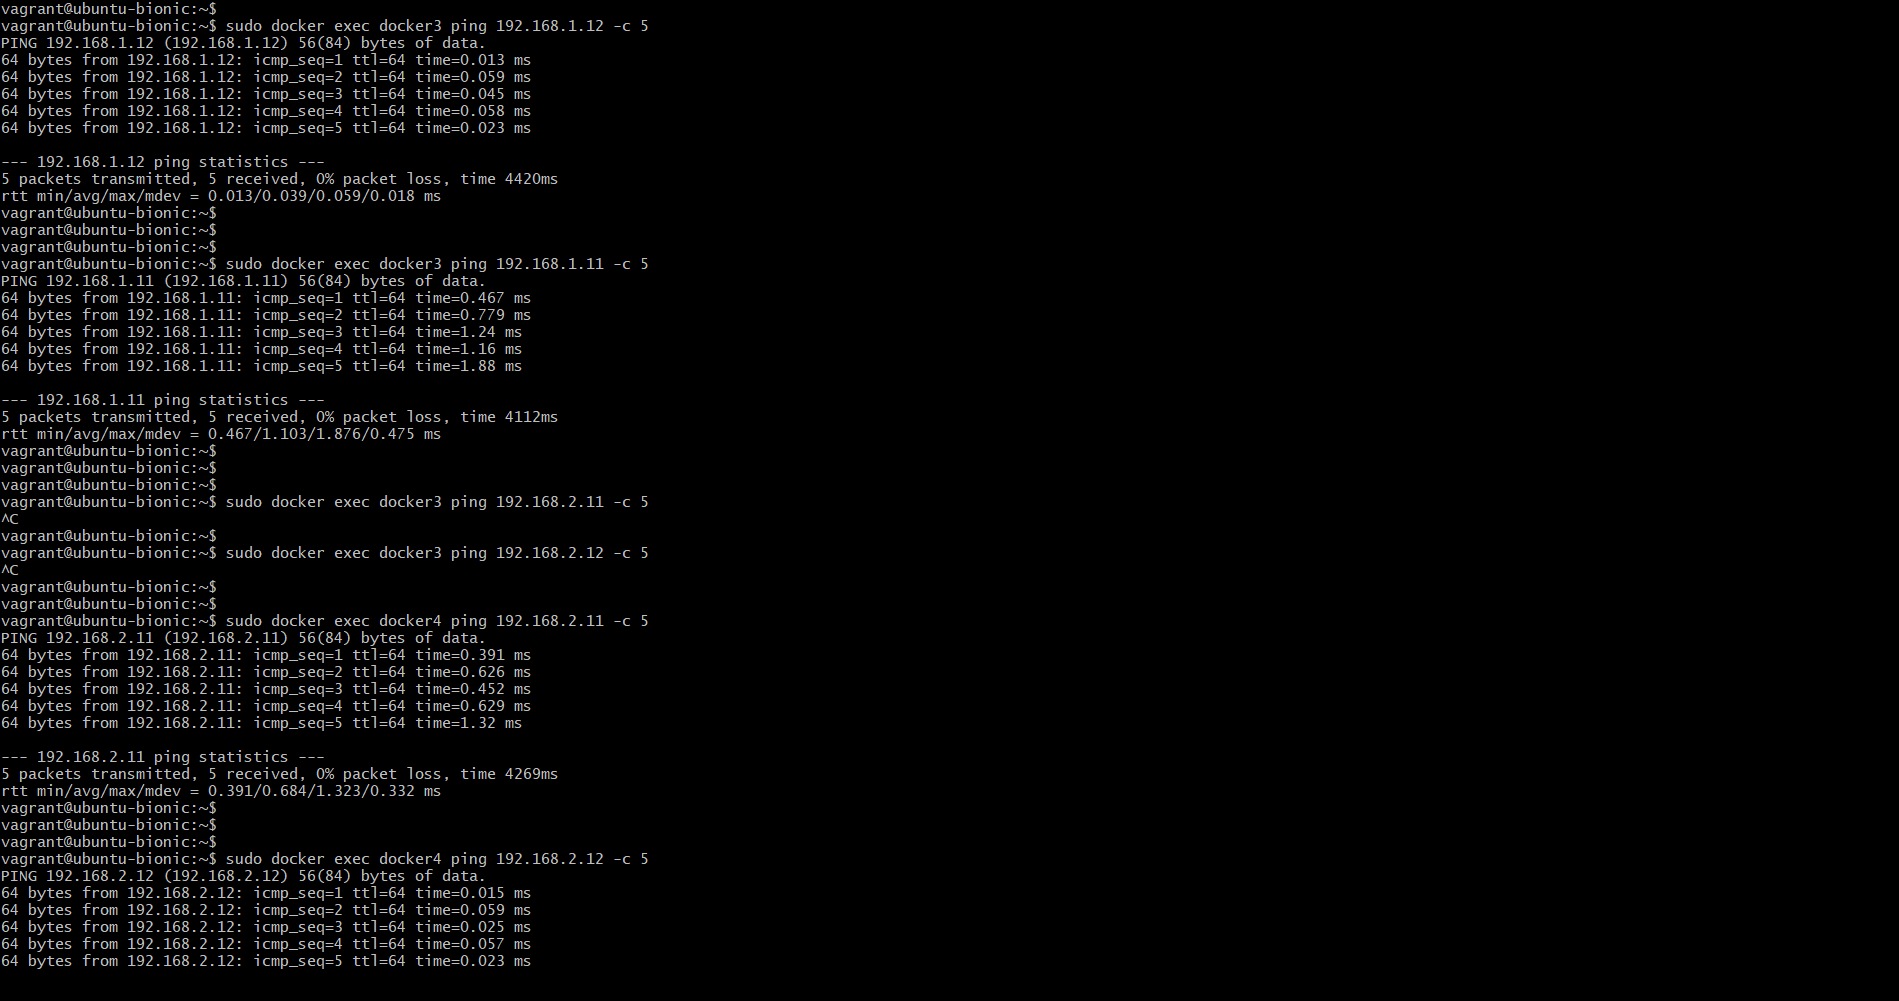 vagrant@ubuntu-bionic:~$
vagrant@ubuntu-bionic:~$ sudo docker exec docker3 ping 192.168.1.12 -c 5
PING 192.168.1.12 (192.168.1.12) 56(84) bytes of data.
64 bytes from 192.168.1.12: icmp_seq=1 ttl=64 time=0.013 ms
64 bytes from 192.168.1.12: icmp_seq=2 ttl=64 time=0.059 ms
64 bytes from 192.168.1.12: icmp_seq=3 ttl=64 time=0.045 ms
64 bytes from 192.168.1.12: icmp_seq=4 ttl=64 time=0.058 ms
64 bytes from 192.168.1.12: icmp_seq=5 ttl=64 time=0.023 ms

--- 192.168.1.12 ping statistics ---
5 packets transmitted, 5 received, 0% packet loss, time 4420ms
rtt min/avg/max/mdev = 0.013/0.039/0.059/0.018 ms
vagrant@ubuntu-bionic:~$
vagrant@ubuntu-bionic:~$
vagrant@ubuntu-bionic:~$
vagrant@ubuntu-bionic:~$ sudo docker exec docker3 ping 192.168.1.11 -c 5
PING 192.168.1.11 (192.168.1.11) 56(84) bytes of data.
64 bytes from 192.168.1.11: icmp_seq=1 ttl=64 time=0.467 ms
64 bytes from 192.168.1.11: icmp_seq=2 ttl=64 time=0.779 ms
64 bytes from 192.168.1.11: icmp_seq=3 ttl=64 time=1.24 ms
64 bytes from 192.168.1.11: icmp_seq=4 ttl=64 time=1.16 ms
64 bytes from 192.168.1.11: icmp_seq=5 ttl=64 time=1.88 ms

--- 192.168.1.11 ping statistics ---
5 packets transmitted, 5 received, 0% packet loss, time 4112ms
rtt min/avg/max/mdev = 0.467/1.103/1.876/0.475 ms
vagrant@ubuntu-bionic:~$
vagrant@ubuntu-bionic:~$
vagrant@ubuntu-bionic:~$
vagrant@ubuntu-bionic:~$ sudo docker exec docker3 ping 192.168.2.11 -c 5
^C
vagrant@ubuntu-bionic:~$
vagrant@ubuntu-bionic:~$ sudo docker exec docker3 ping 192.168.2.12 -c 5
^C
vagrant@ubuntu-bionic:~$
vagrant@ubuntu-bionic:~$
vagrant@ubuntu-bionic:~$ sudo docker exec docker4 ping 192.168.2.11 -c 5
PING 192.168.2.11 (192.168.2.11) 56(84) bytes of data.
64 bytes from 192.168.2.11: icmp_seq=1 ttl=64 time=0.391 ms
64 bytes from 192.168.2.11: icmp_seq=2 ttl=64 time=0.626 ms
64 bytes from 192.168.2.11: icmp_seq=3 ttl=64 time=0.452 ms
64 bytes from 192.168.2.11: icmp_seq=4 ttl=64 time=0.629 ms
64 bytes from 192.168.2.11: icmp_seq=5 ttl=64 time=1.32 ms

--- 192.168.2.11 ping statistics ---
5 packets transmitted, 5 received, 0% packet loss, time 4269ms
rtt min/avg/max/mdev = 0.391/0.684/1.323/0.332 ms
vagrant@ubuntu-bionic:~$
vagrant@ubuntu-bionic:~$
vagrant@ubuntu-bionic:~$
vagrant@ubuntu-bionic:~$ sudo docker exec docker4 ping 192.168.2.12 -c 5
PING 192.168.2.12 (192.168.2.12) 56(84) bytes of data.
64 bytes from 192.168.2.12: icmp_seq=1 ttl=64 time=0.015 ms
64 bytes from 192.168.2.12: icmp_seq=2 ttl=64 time=0.059 ms
64 bytes from 192.168.2.12: icmp_seq=3 ttl=64 time=0.025 ms
64 bytes from 192.168.2.12: icmp_seq=4 ttl=64 time=0.057 ms
64 bytes from 192.168.2.12: icmp_seq=5 ttl=64 time=0.023 ms